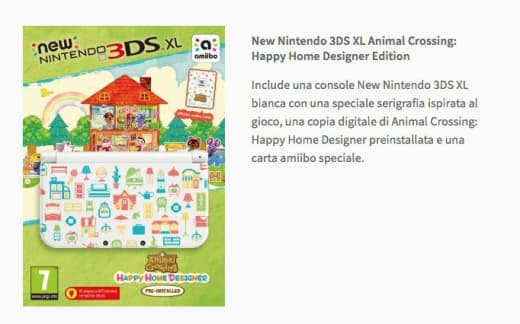 new
NINTENDO 3DS XL
amiibo
New Nintendo 3DS XL Animal Crossing:
Happy Home Designer Edition
Include una console New Nintendo 3DS XL
bianca con una speciale serigrafia ispirata al
gioco, una copia digitale di Animal Crossing:
Happy Home Designer preinstallata e una
carta amiibo speciale.
Animal
Crossing
HAPPY HOME DESIGNER
PRE-INSTALLED
7
www.pegi.info